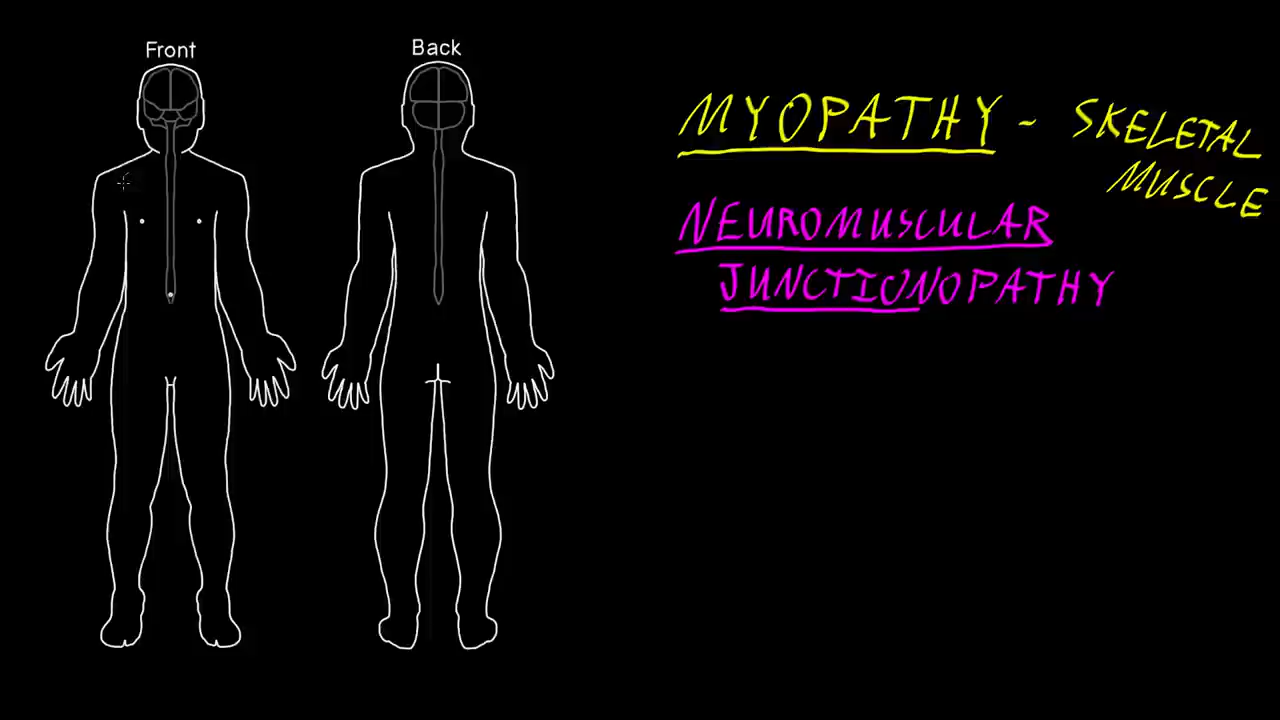 Front
Back
MYOPATHY - SKELETAL
MUSCLE
NEUROMUSCULAR
JUNCTIONOPATHY